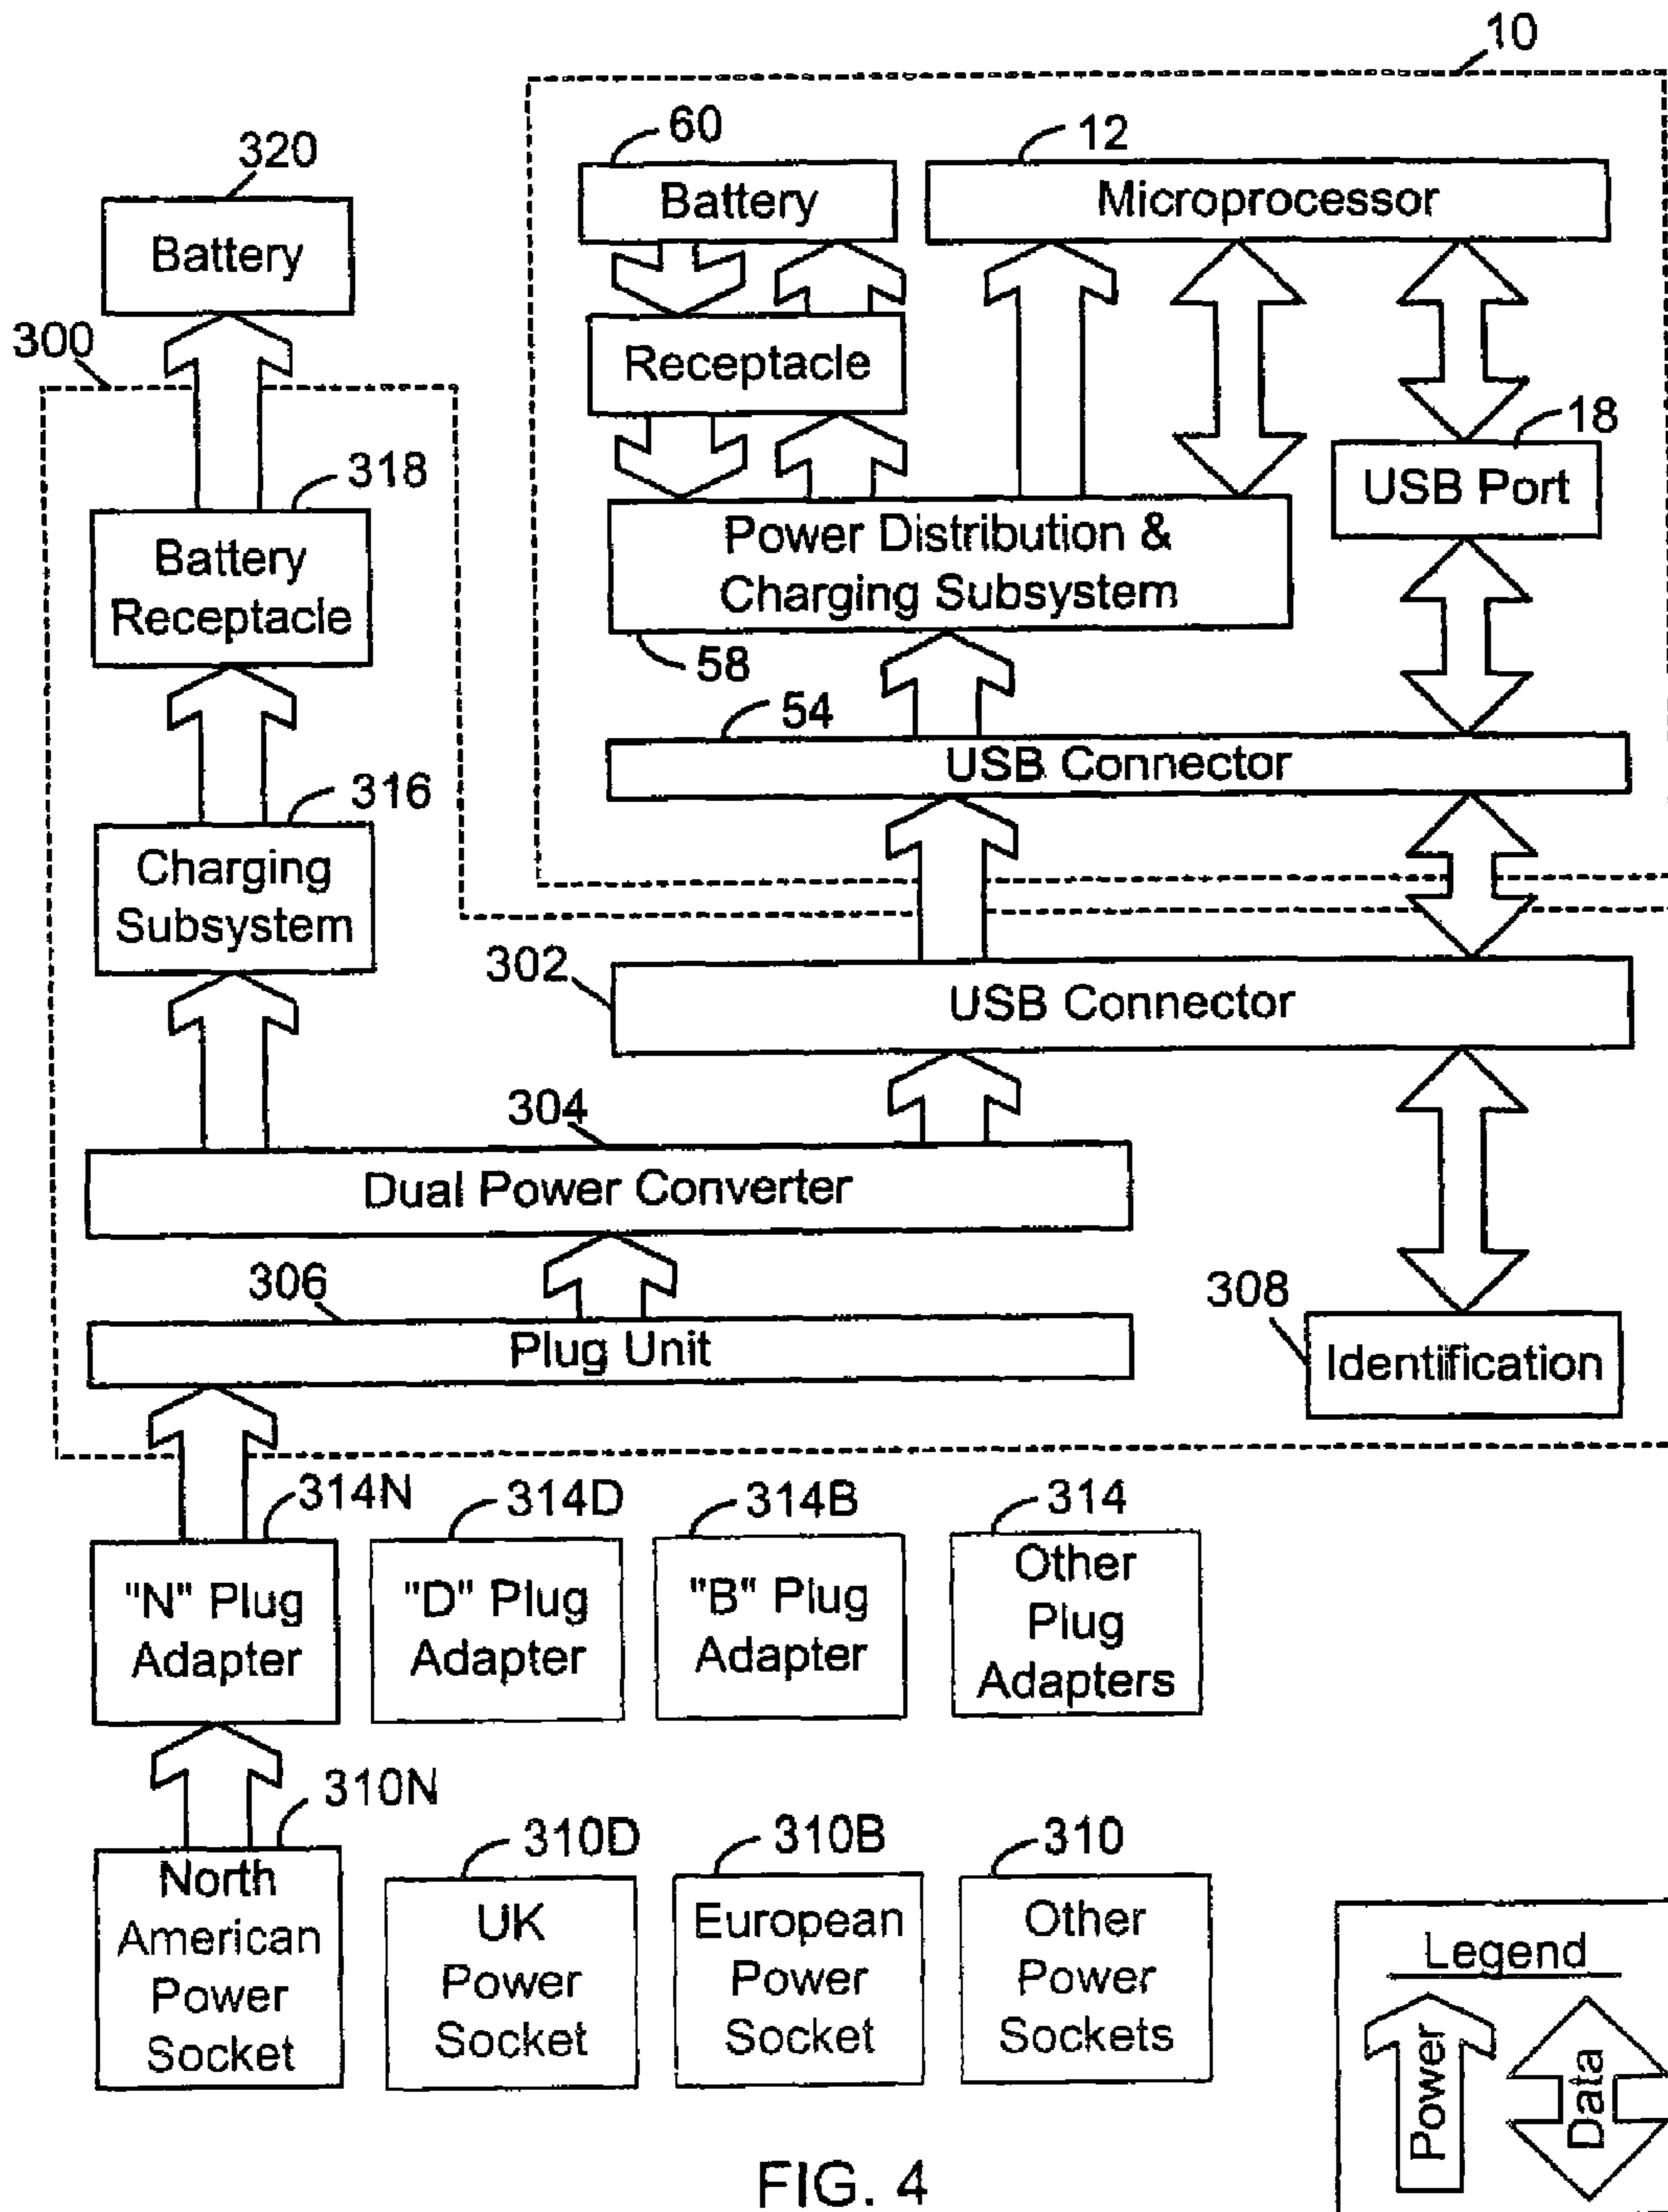 10
60
12
320
Battery
Microprocessor
Battery
300
Receptacle
18
318
USB Port
Power Distribution &
Charging Subsystem
Battery
Receptacle
58
54
USB Connector
316
Charging
Subsystem
302
USB Connector
304
Dual Power Converter
306
308
Plug Unit
Identification
314N
314D
314B
314
"N" Plug
Adapter
"D" Plug
Adapter
"B" Plug
Adapter
Other
Plug
Adapters
310N
310D
310B
310
North
American
Power
Socket
UK
Power
Socket
European
Power
Socket
Other
Power
Sockets
Legend
Power
Data
FIG. 4